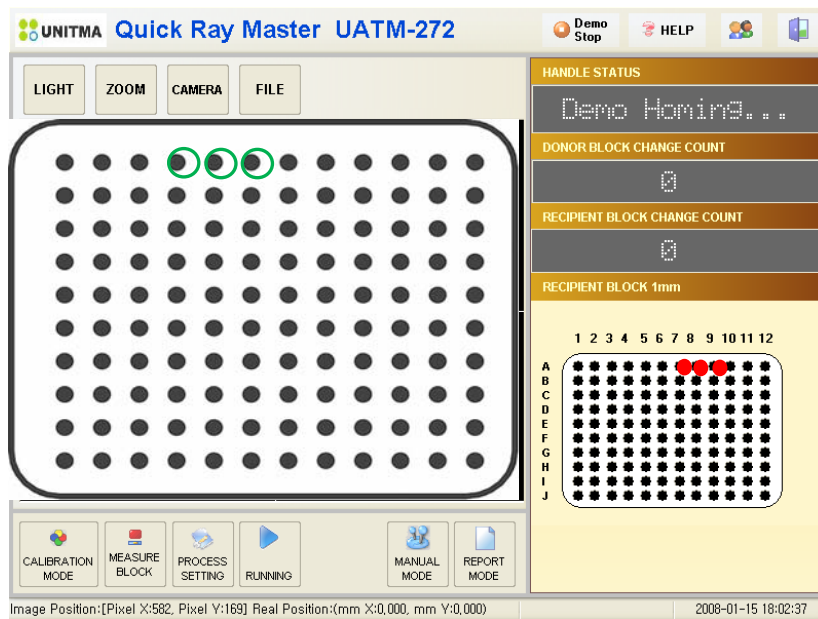 UNITMA Quick Ray Master UATM-272
Demo
Stop
HELP
LIGHT ZOOM CAMERA FILE
HANDLE STATUS
Demo Homing...
DONOR BLOCK CHANGE COUNT
0
RECIPIENT BLOCK CHANGE COUNT
0
RECIPIENT BLOCK 1mm
1 2 3 4 5 6 7 8 9 10 11 12
A
B
C
D
E
F
G
H
I
J
CALIBRATION
MODE
MEASURE
BLOCK
PROCESS
SETTING
RUNNING
MANUAL
MODE
REPORT
MODE
Image Position:[Pixel X:582, Pixel Y:169] Real Position:(mm X:0,000, mm Y:0,000)
2008-01-15 18:02:37